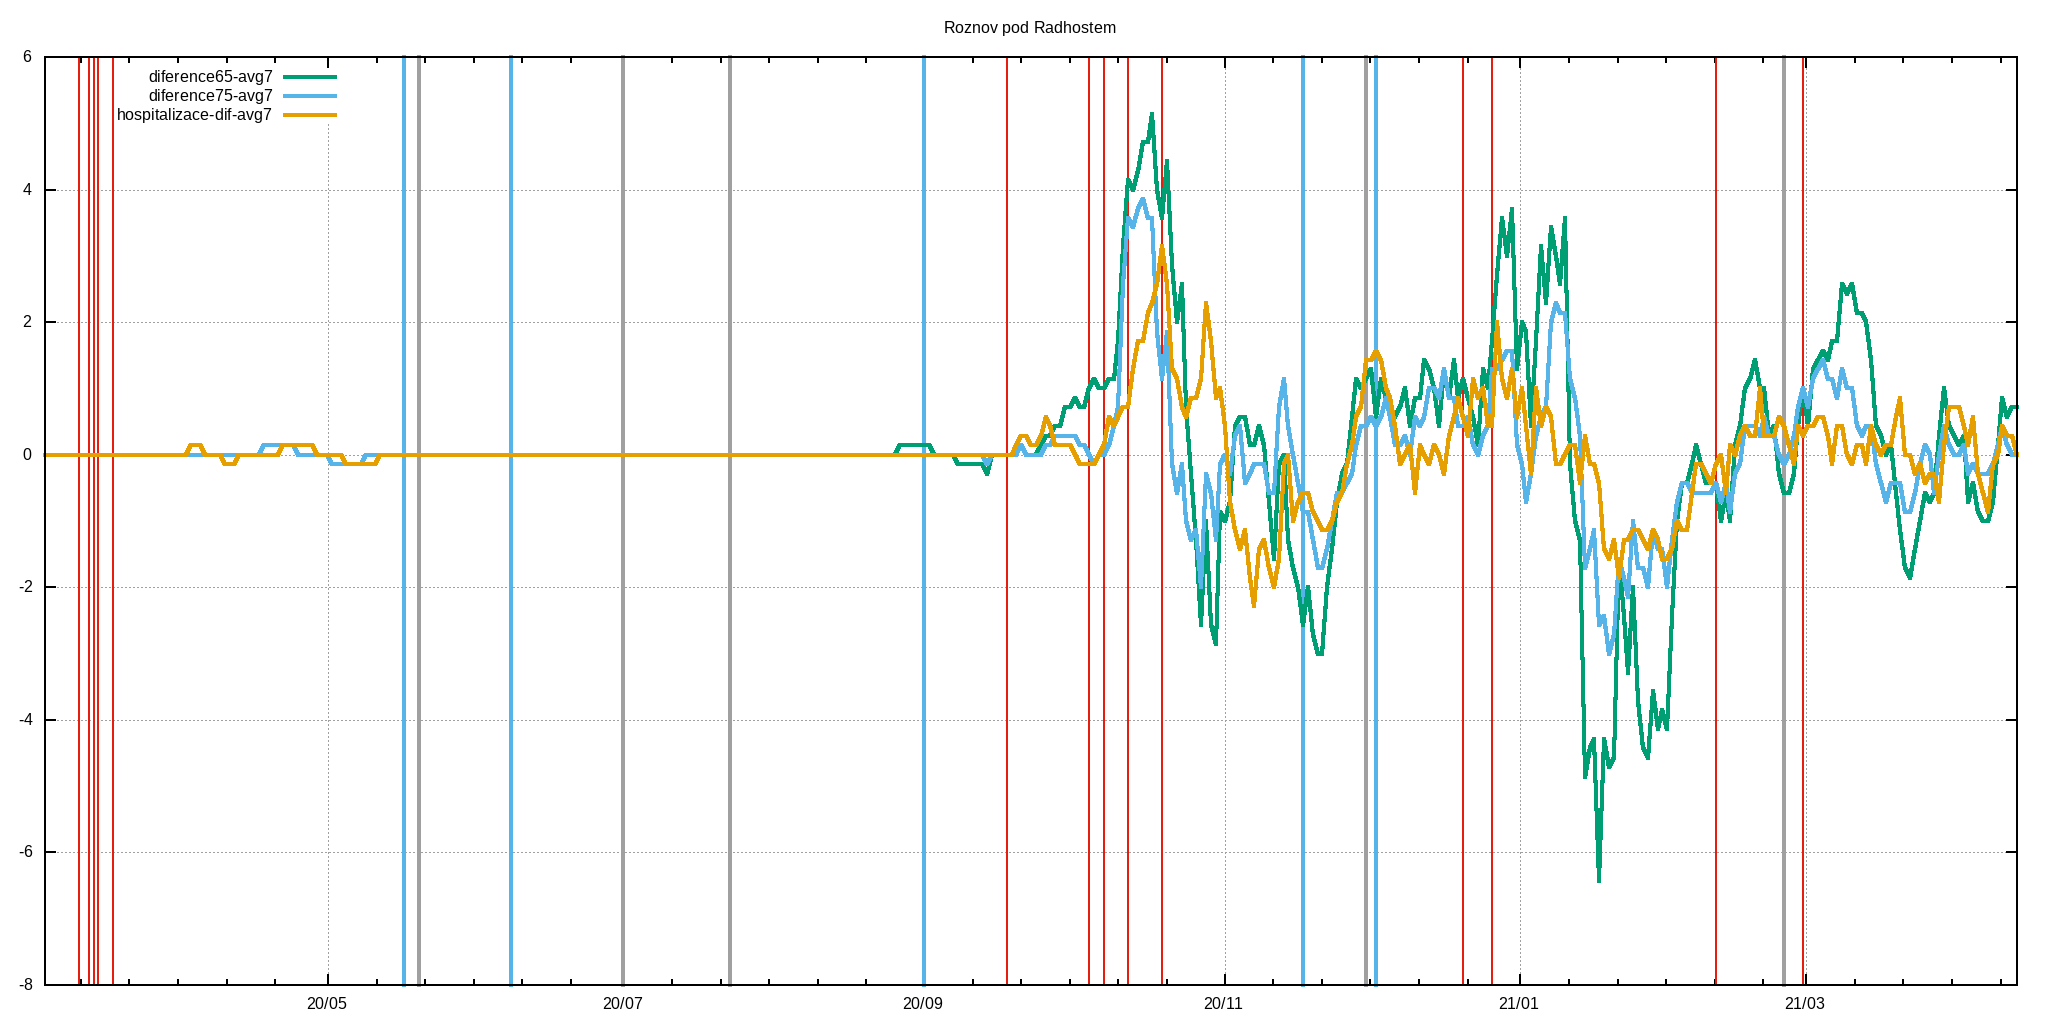 Roznov pod Radhostem
6
4
2
0
-2
-4
-6
-8
diference65-avg7
diference75-avg7
hospitalizace-dif-avg7
20/05 20/07 20/09 20/11 21/01 21/03